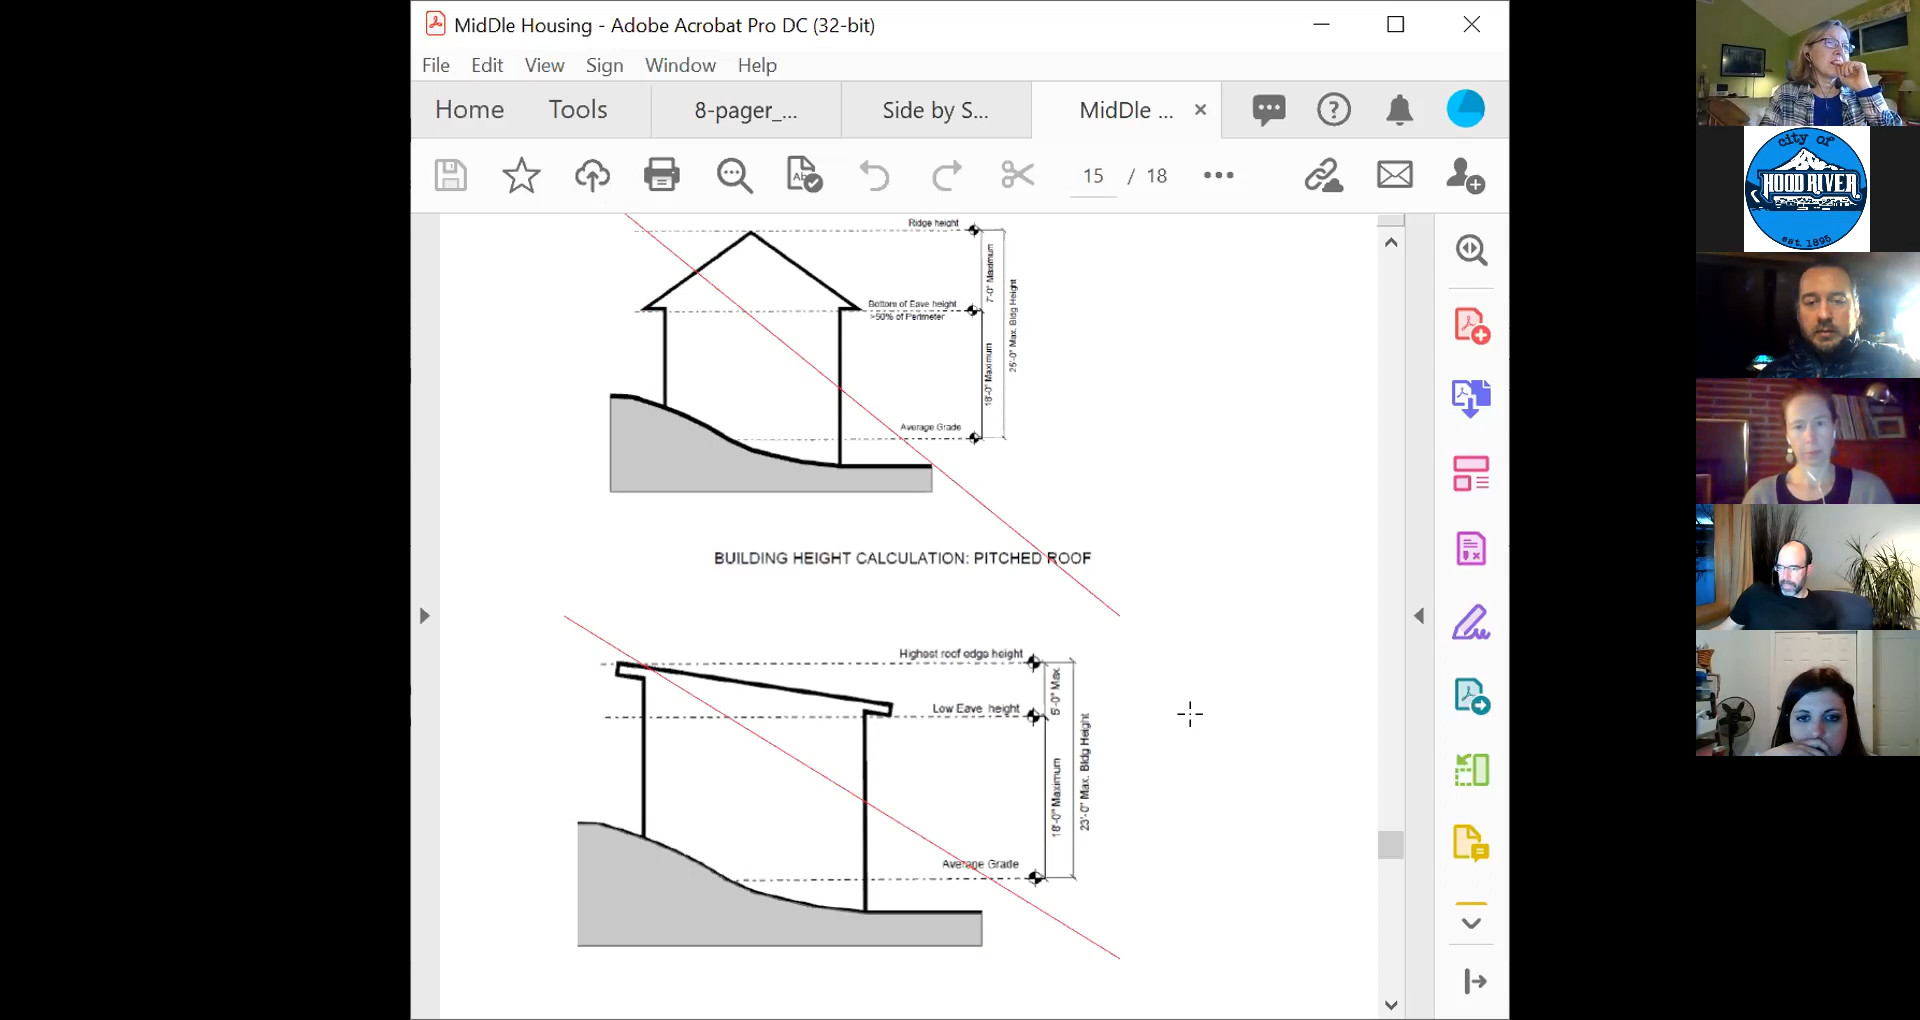 MidDle Housing - Adobe Acrobat Pro DC (32-bit)
File Edit View Sign Window Help
Home Tools 8-pager_... Side by S... MidDle ...
15 / 18
Ridge height
7'-0" Maximum
25'-0" Max. Bldg Height
Bottom of Eave height
>50% of Perimeter
18'-0" Maximum
Average Grade
BUILDING HEIGHT CALCULATION: PITCHED ROOF
Highest roof edge height
5'-0" Max.
Low Eave height
18'-0" Maximum
23'-0" Max. Bldg Height
Average Grade
city of
HOOD RIVER
est. 1895